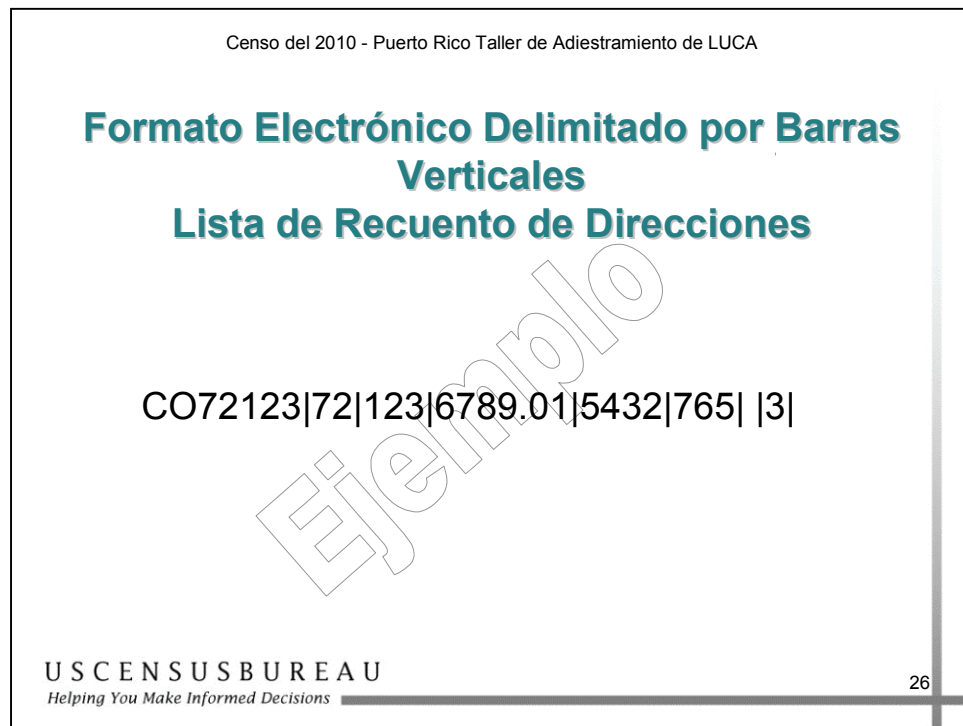 Censo del 2010 - Puerto Rico Taller de Adiestramiento de LUCA
Formato Electrónico Delimitado por Barras
Verticales
Lista de Recuento de Direcciones
Ejemplo
CO72123|72|123|6789.01|5432|765| |3|
USCENSUSBUREAU
Helping You Make Informed Decisions
26